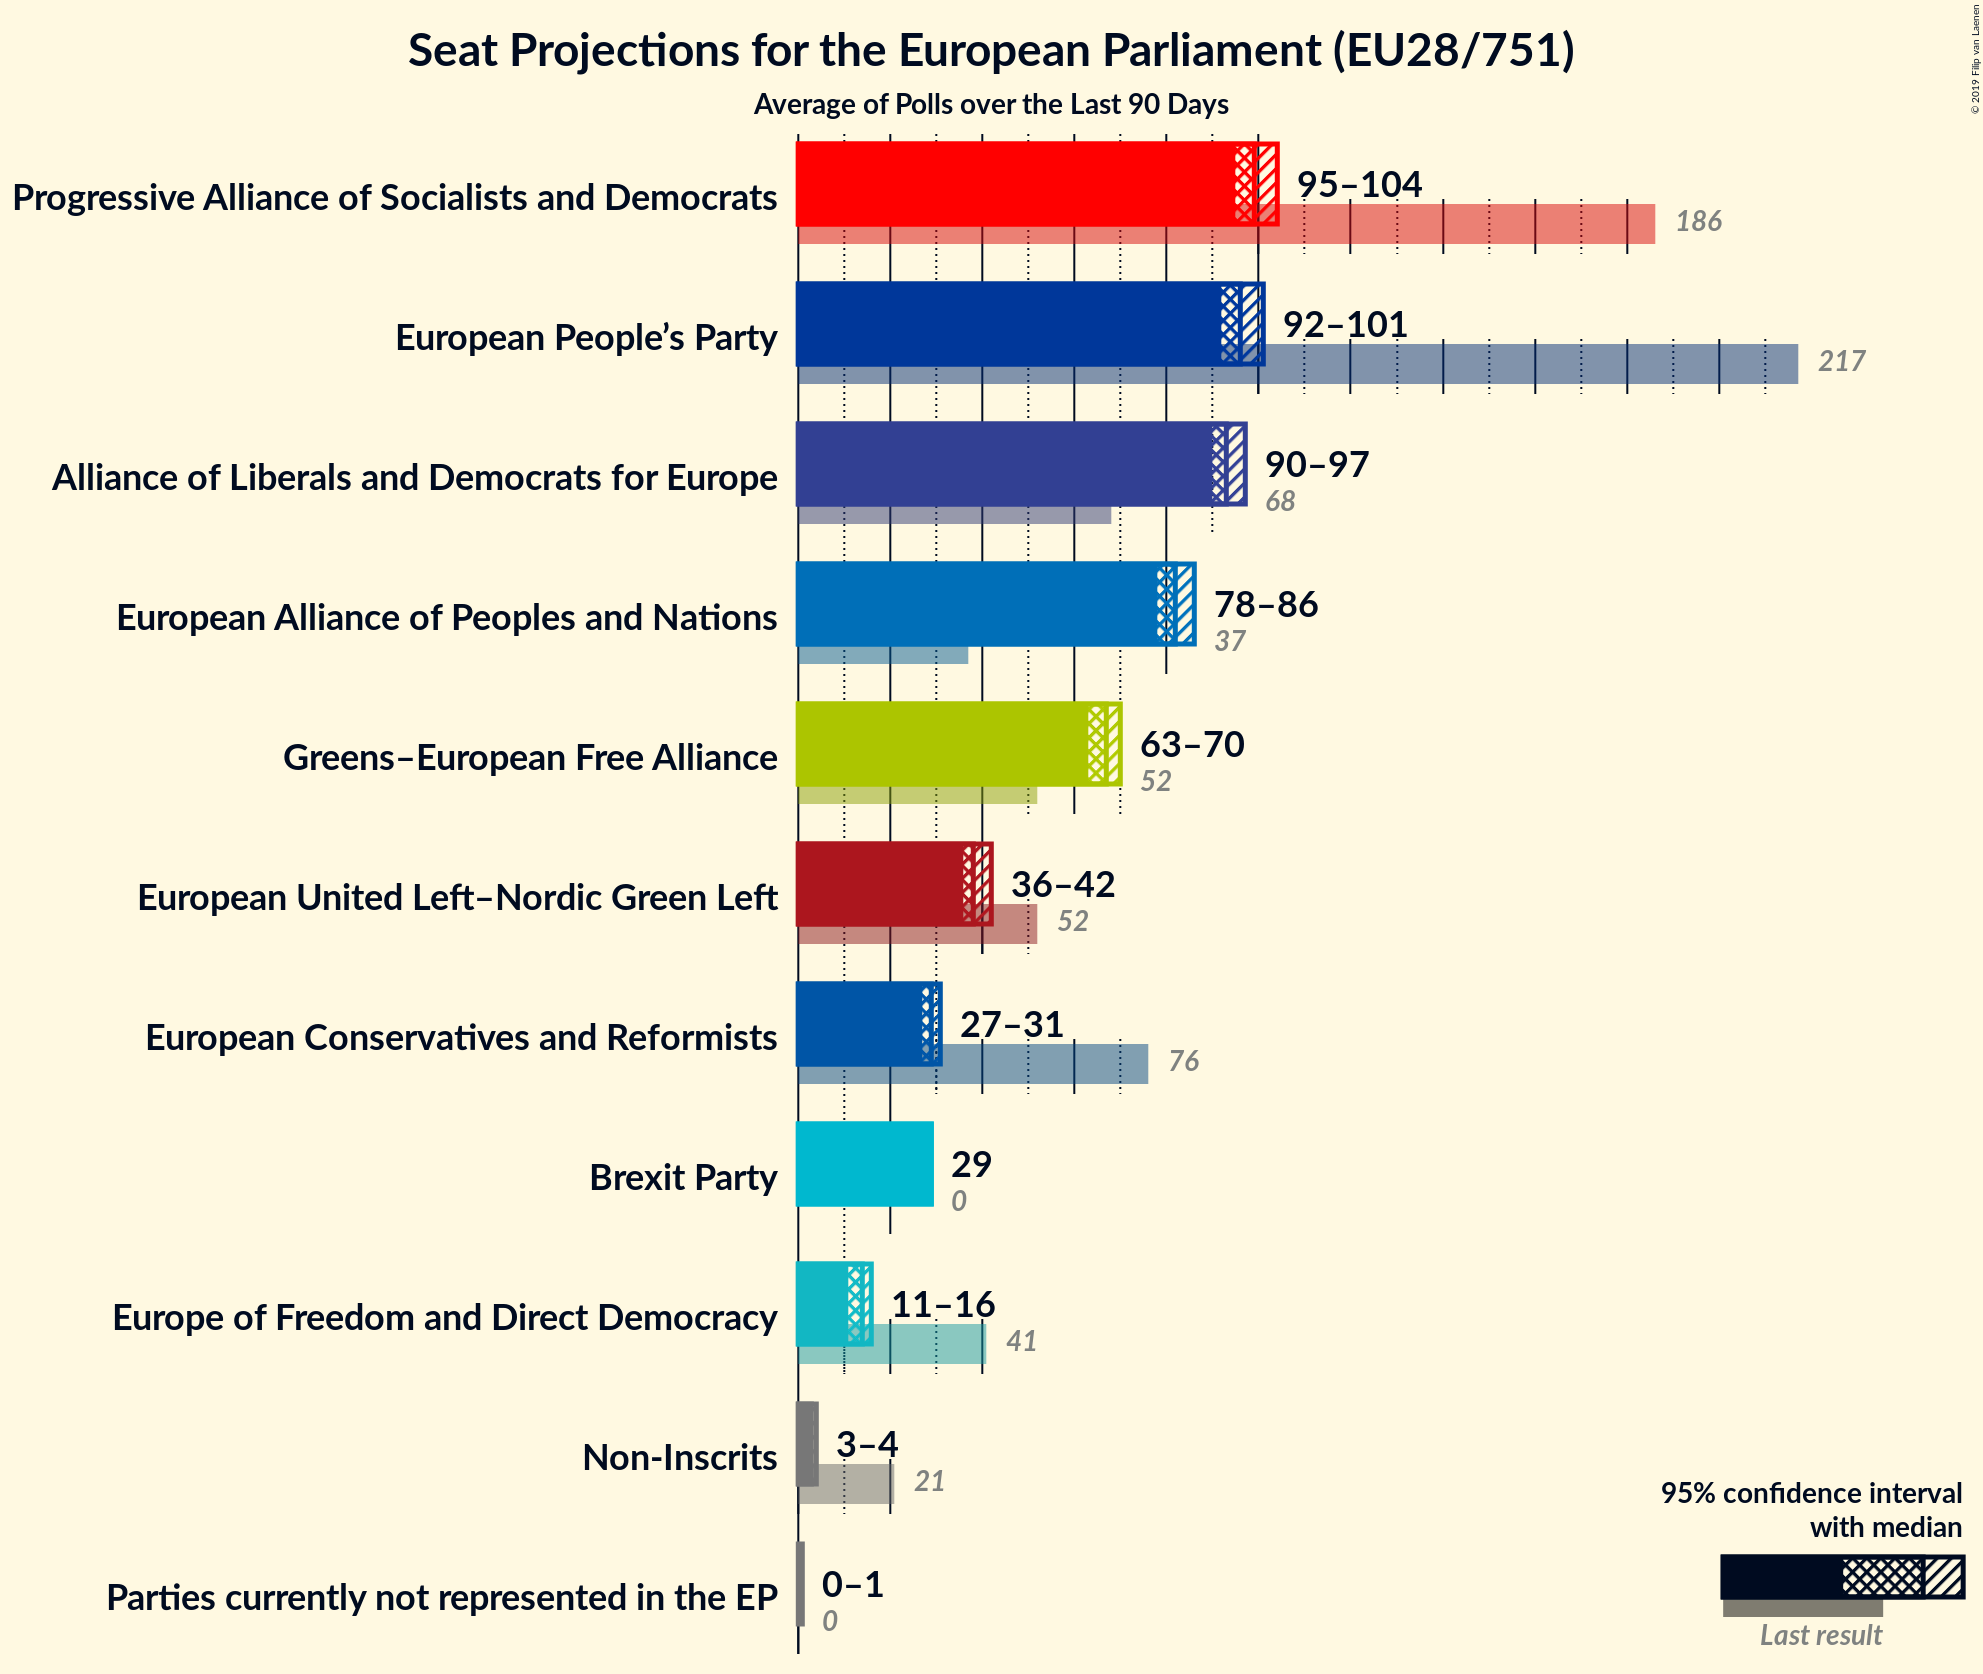 Seat Projections for the European Parliament (EU28/751)
Average of Polls over the Last 90 Days
© 2019 Filip van Laenen
Progressive Alliance of Socialists and Democrats
95–104
186
European People’s Party
92–101
217
Alliance of Liberals and Democrats for Europe
90–97
68
European Alliance of Peoples and Nations
78–86
37
Greens–European Free Alliance
63–70
52
European United Left–Nordic Green Left
36–42
52
European Conservatives and Reformists
27–31
76
Brexit Party
29
0
Europe of Freedom and Direct Democracy
11–16
41
Non-Inscrits
3–4
21
Parties currently not represented in the EP
0–1
0
95% confidence interval
with median
Last result